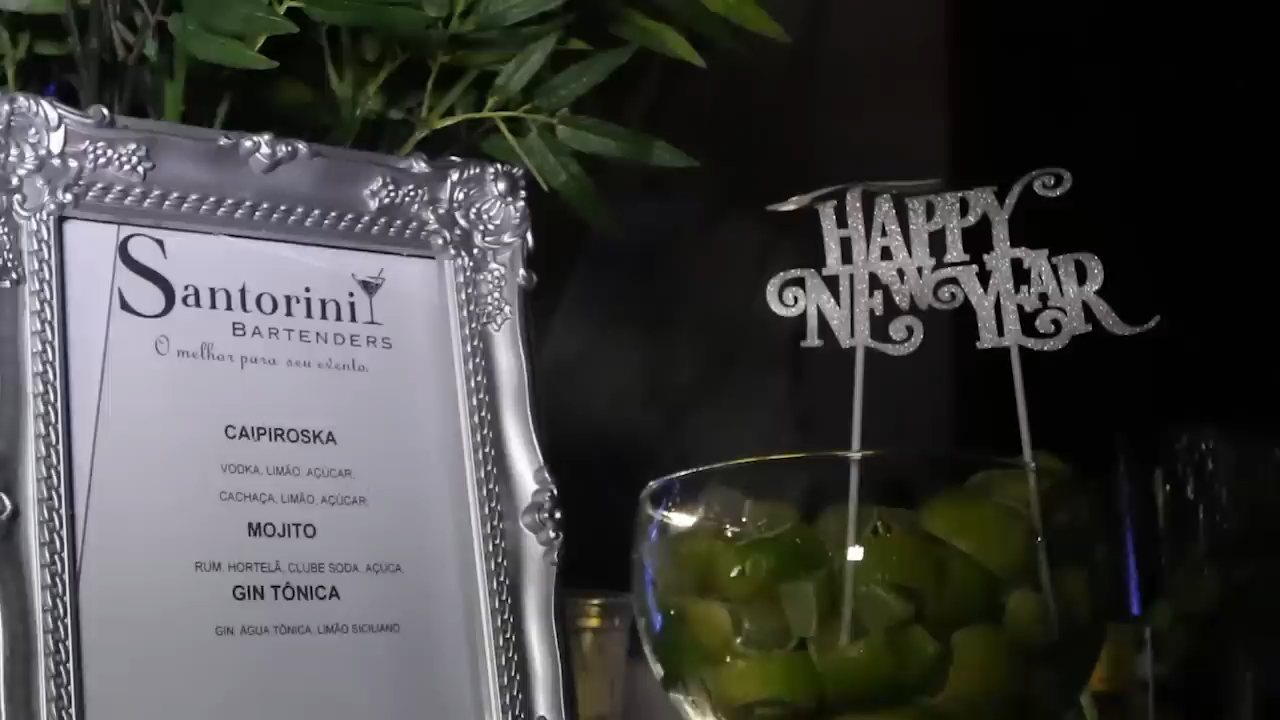 Santorini
BARTENDERS
O melhor para seu evento.
CAIPIROSKA
VODKA, LIMÃO, AÇÚCAR.
CACHAÇA, LIMÃO, AÇÚCAR.
MOJITO
RUM, HORTELÃ, CLUBE SODA, AÇUCA.
GIN TÔNICA
GIN, ÁGUA TÔNICA, LIMÃO SICILIANO
HAPPY
NEW YEAR